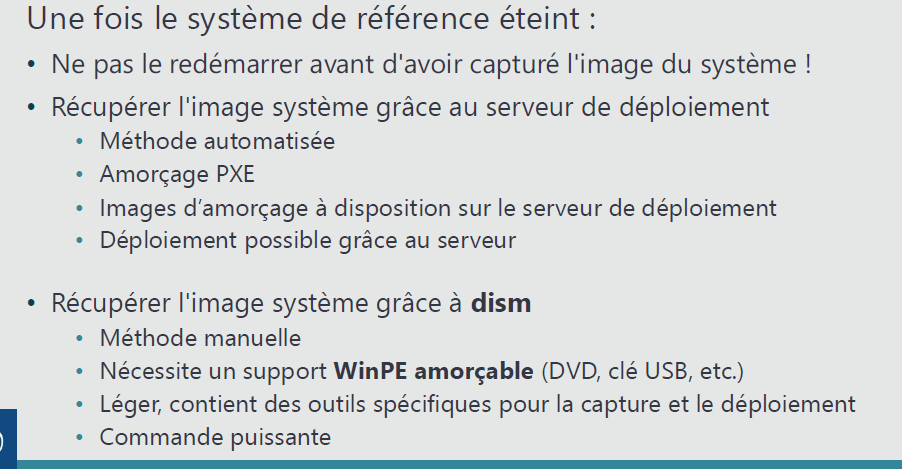 Une fois le système de référence éteint :
• Ne pas le redémarrer avant d'avoir capturé l'image du système !
• Récupérer l'image système grâce au serveur de déploiement
• Méthode automatisée
• Amorçage PXE
• Images d’amorçage à disposition sur le serveur de déploiement
• Déploiement possible grâce au serveur
• Récupérer l'image système grâce à dism
• Méthode manuelle
• Nécessite un support WinPE amorçable (DVD, clé USB, etc.)
• Léger, contient des outils spécifiques pour la capture et le déploiement
• Commande puissante